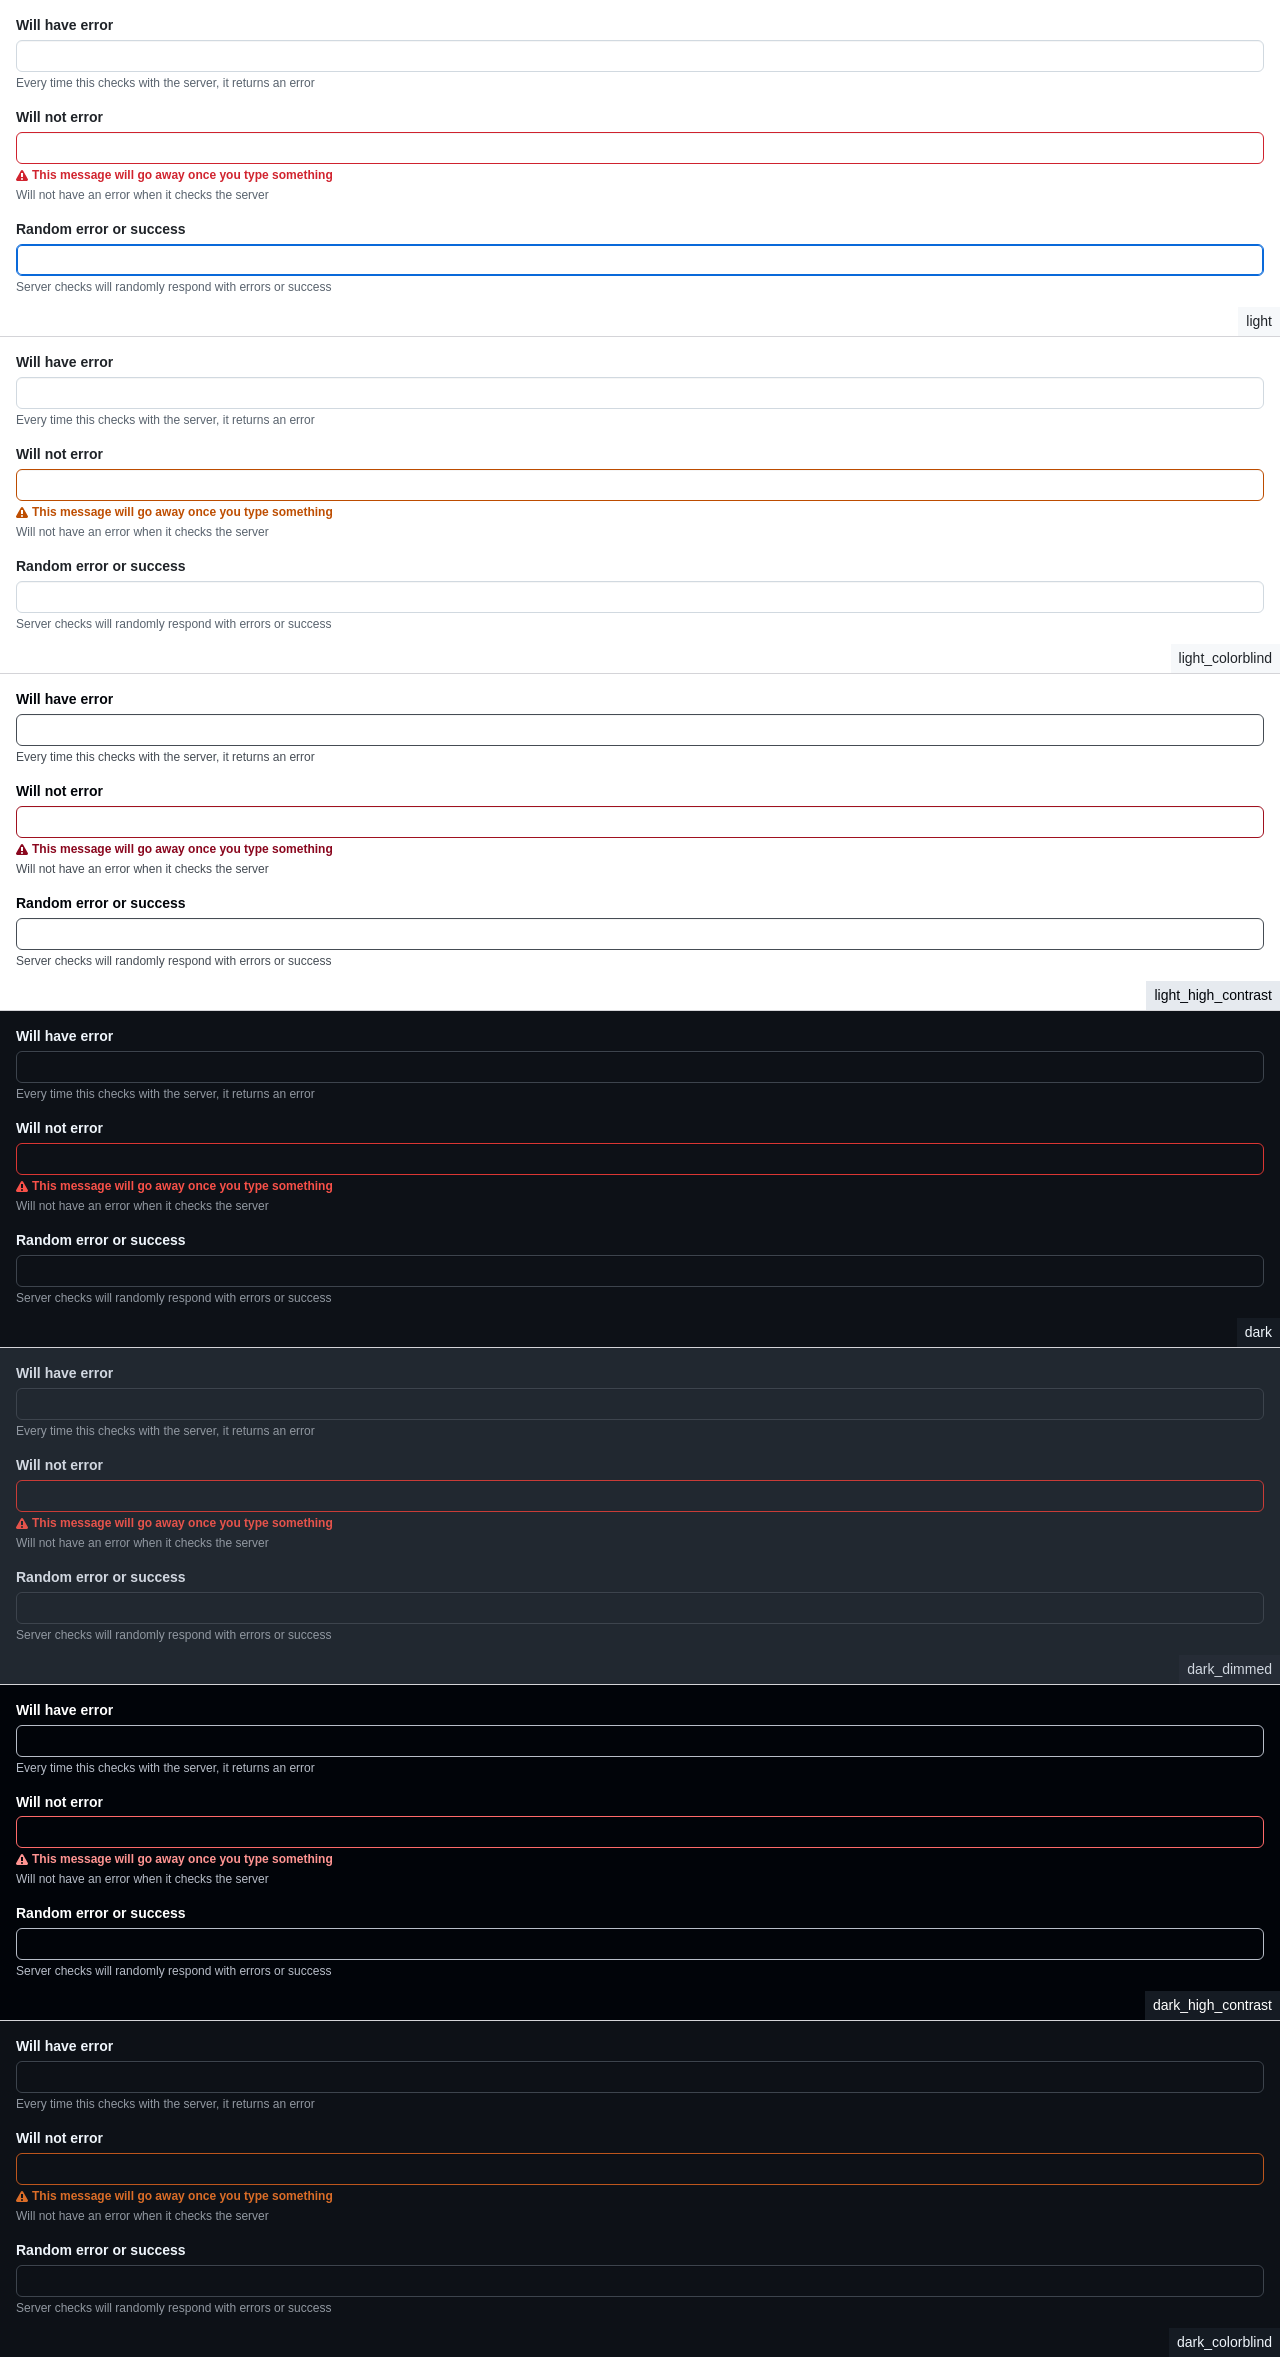 Will have error
Every time this checks with the server, it returns an error
Will not error
This message will go away once you type something
Will not have an error when it checks the server
Random error or success
Server checks will randomly respond with errors or success
light
Will have error
Every time this checks with the server, it returns an error
Will not error
This message will go away once you type something
Will not have an error when it checks the server
Random error or success
Server checks will randomly respond with errors or success
light_colorblind
Will have error
Every time this checks with the server, it returns an error
Will not error
This message will go away once you type something
Will not have an error when it checks the server
Random error or success
Server checks will randomly respond with errors or success
light_high_contrast
Will have error
Every time this checks with the server, it returns an error
Will not error
This message will go away once you type something
Will not have an error when it checks the server
Random error or success
Server checks will randomly respond with errors or success
dark
Will have error
Every time this checks with the server, it returns an error
Will not error
This message will go away once you type something
Will not have an error when it checks the server
Random error or success
Server checks will randomly respond with errors or success
dark_dimmed
Will have error
Every time this checks with the server, it returns an error
Will not error
This message will go away once you type something
Will not have an error when it checks the server
Random error or success
Server checks will randomly respond with errors or success
dark_high_contrast
Will have error
Every time this checks with the server, it returns an error
Will not error
This message will go away once you type something
Will not have an error when it checks the server
Random error or success
Server checks will randomly respond with errors or success
dark_colorblind